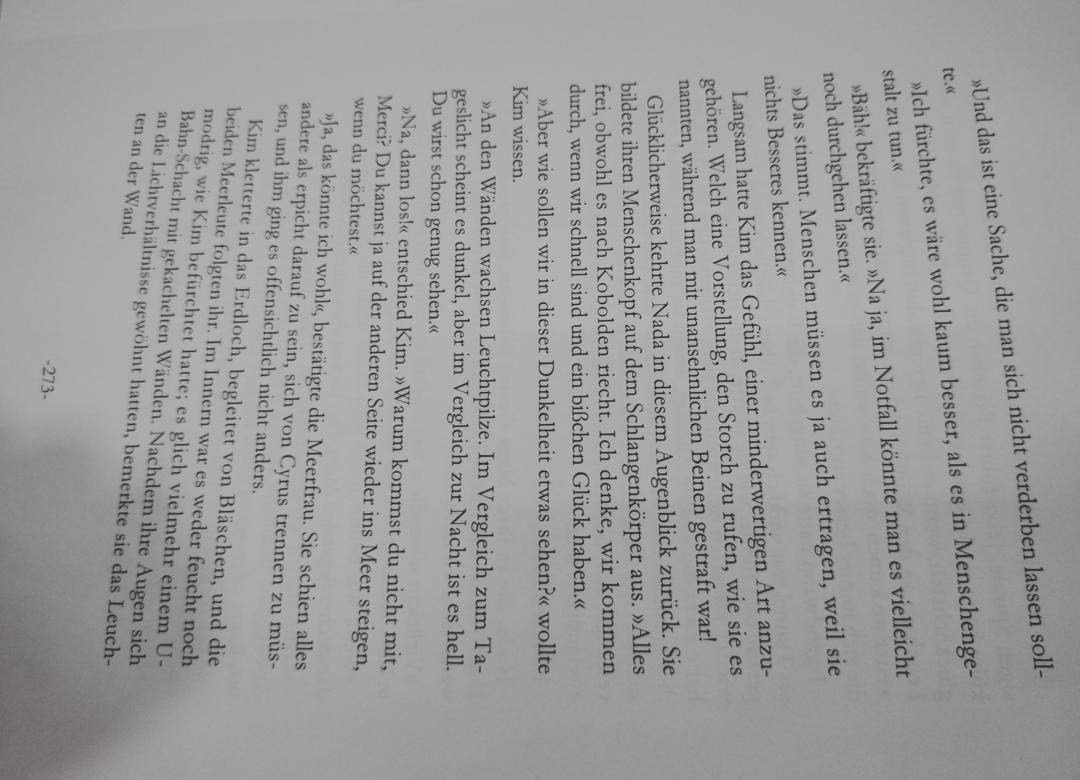 »Und das ist eine Sache, die man sich nicht verderben lassen soll-
te.«
»Ich fürchte, es wäre wohl kaum besser, als es in Menschenge-
stalt zu tun.«
»Bäh!« bekräftigte sie. »Na ja, im Notfall könnte man es vielleicht
noch durchgehen lassen.«
»Das stimmt. Menschen müssen es ja auch ertragen, weil sie
nichts Besseres kennen.«
Langsam hatte Kim das Gefühl, einer minderwertigen Art anzu-
gehören. Welch eine Vorstellung, den Storch zu rufen, wie sie es
nannten, während man mit unansehnlichen Beinen gestraft war!
Glücklicherweise kehrte Nada in diesem Augenblick zurück. Sie
bildete ihren Menschenkopf auf dem Schlangenkörper aus. »Alles
frei, obwohl es nach Kobolden riecht. Ich denke, wir kommen
durch, wenn wir schnell sind und ein bißchen Glück haben.«
»Aber wie sollen wir in dieser Dunkelheit etwas sehen?« wollte
Kim wissen.
»An den Wänden wachsen Leuchtpilze. Im Vergleich zum Ta-
geslicht scheint es dunkel, aber im Vergleich zur Nacht ist es hell.
Du wirst schon genug sehen.«
»Na, dann los!« entschied Kim. »Warum kommst du nicht mit,
Merci? Du kannst ja auf der anderen Seite wieder ins Meer steigen,
wenn du möchtest.«
»Ja, das könnte ich wohl«, bestätigte die Meerfrau. Sie schien alles
andere als erpicht darauf zu sein, sich von Cyrus trennen zu müs-
sen, und ihm ging es offensichtlich nicht anders.
Kim kletterte in das Erdloch, begleitet von Bläschen, und die
beiden Meerleute folgten ihr. Im Innern war es weder feucht noch
modrig, wie Kim befürchtet hatte; es glich vielmehr einem U-
Bahn-Schacht mit gekachelten Wänden. Nachdem ihre Augen sich
an die Lichtverhältnisse gewöhnt hatten, bemerkte sie das Leuch-
ten an der Wand.
-273-